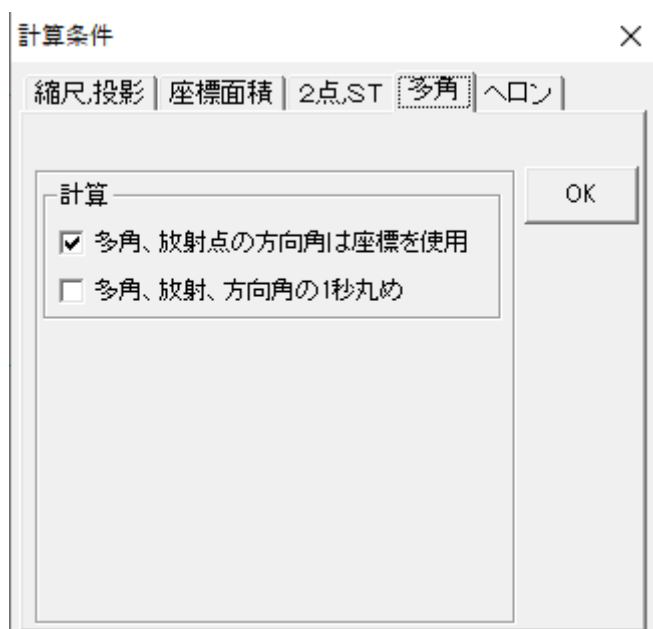 計算条件
縮尺,投影 座標面積 2点,ST 多角 ヘロン
計算
OK
多角、放射点の方向角は座標を使用
多角、放射、方向角の1秒丸め